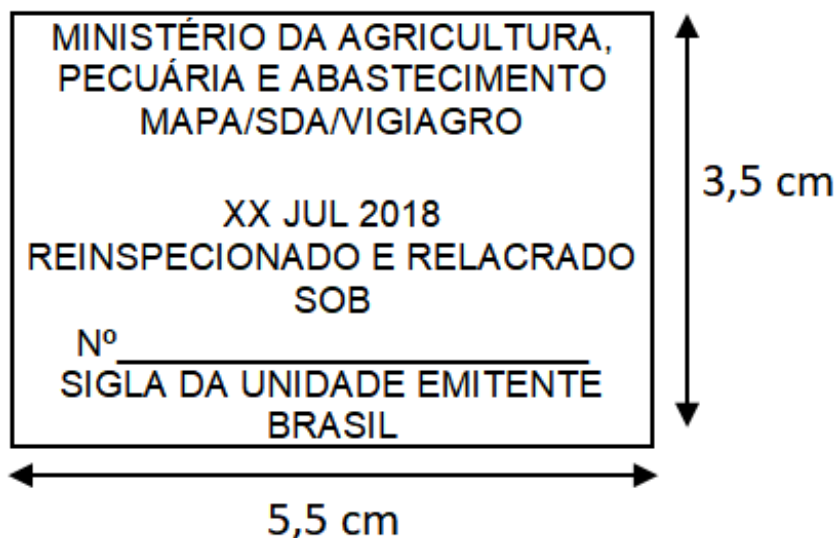 MINISTÉRIO DA AGRICULTURA,
PECUÁRIA E ABASTECIMENTO
MAPA/SDA/VIGIAGRO
3,5 cm
XX JUL 2018
REINSPECIONADO E RELACRADO
SOB
Nº_______________________
SIGLA DA UNIDADE EMITENTE
BRASIL
5,5 cm